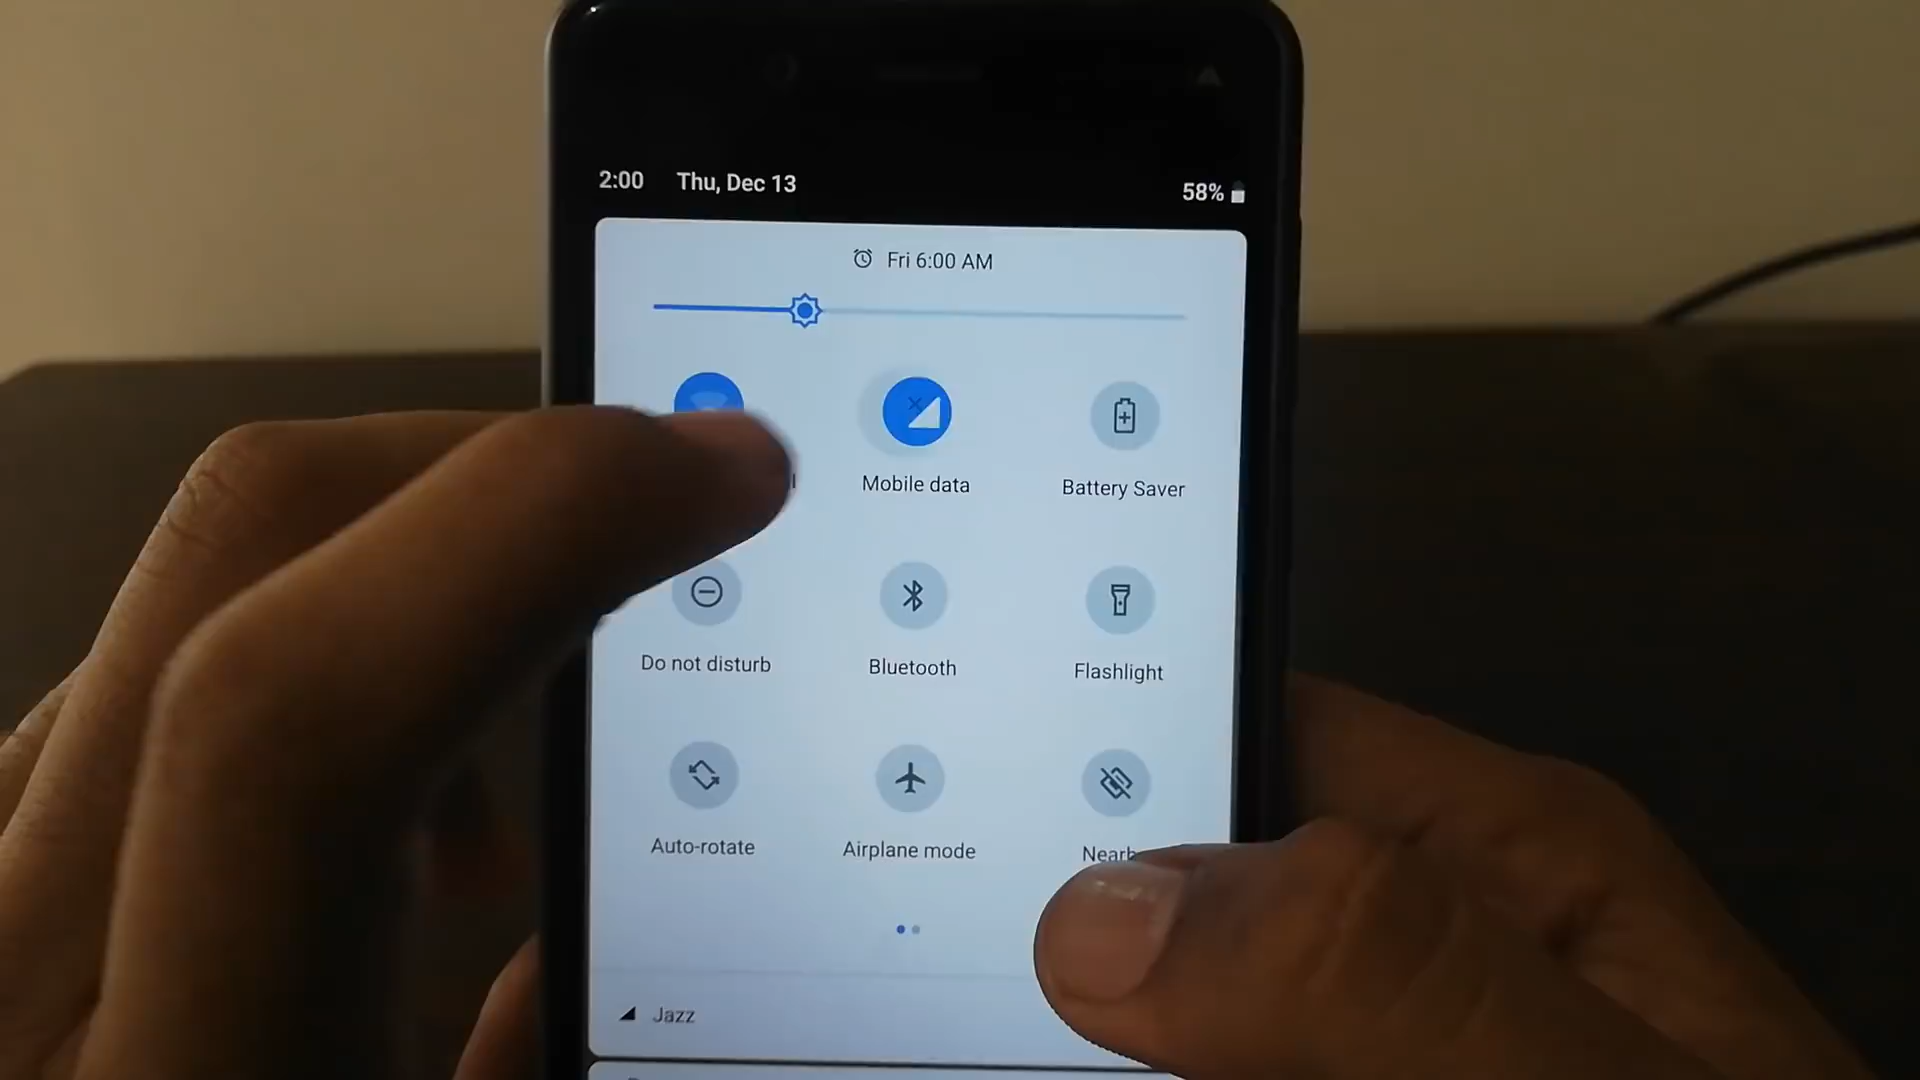 2:00 Thu, Dec 13 58%
Fri 6:00 AM
Mobile data Battery Saver
Do not disturb Bluetooth Flashlight
Auto-rotate Airplane mode
Jazz